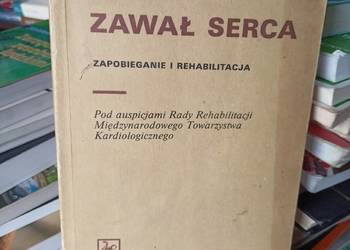 ZAWAŁ SERCA
ZAPOBIEGANIE I REHABILITACJA
Pod auspicjami Rady Rehabilitacji
Międzynarodowego Towarzystwa
Kardiologicznego